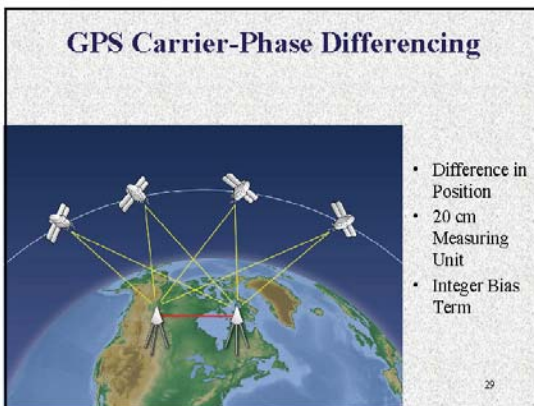 GPS Carrier-Phase Differencing
• Difference in
Position
• 20 cm
Measuring
Unit
• Integer Bias
Term
29